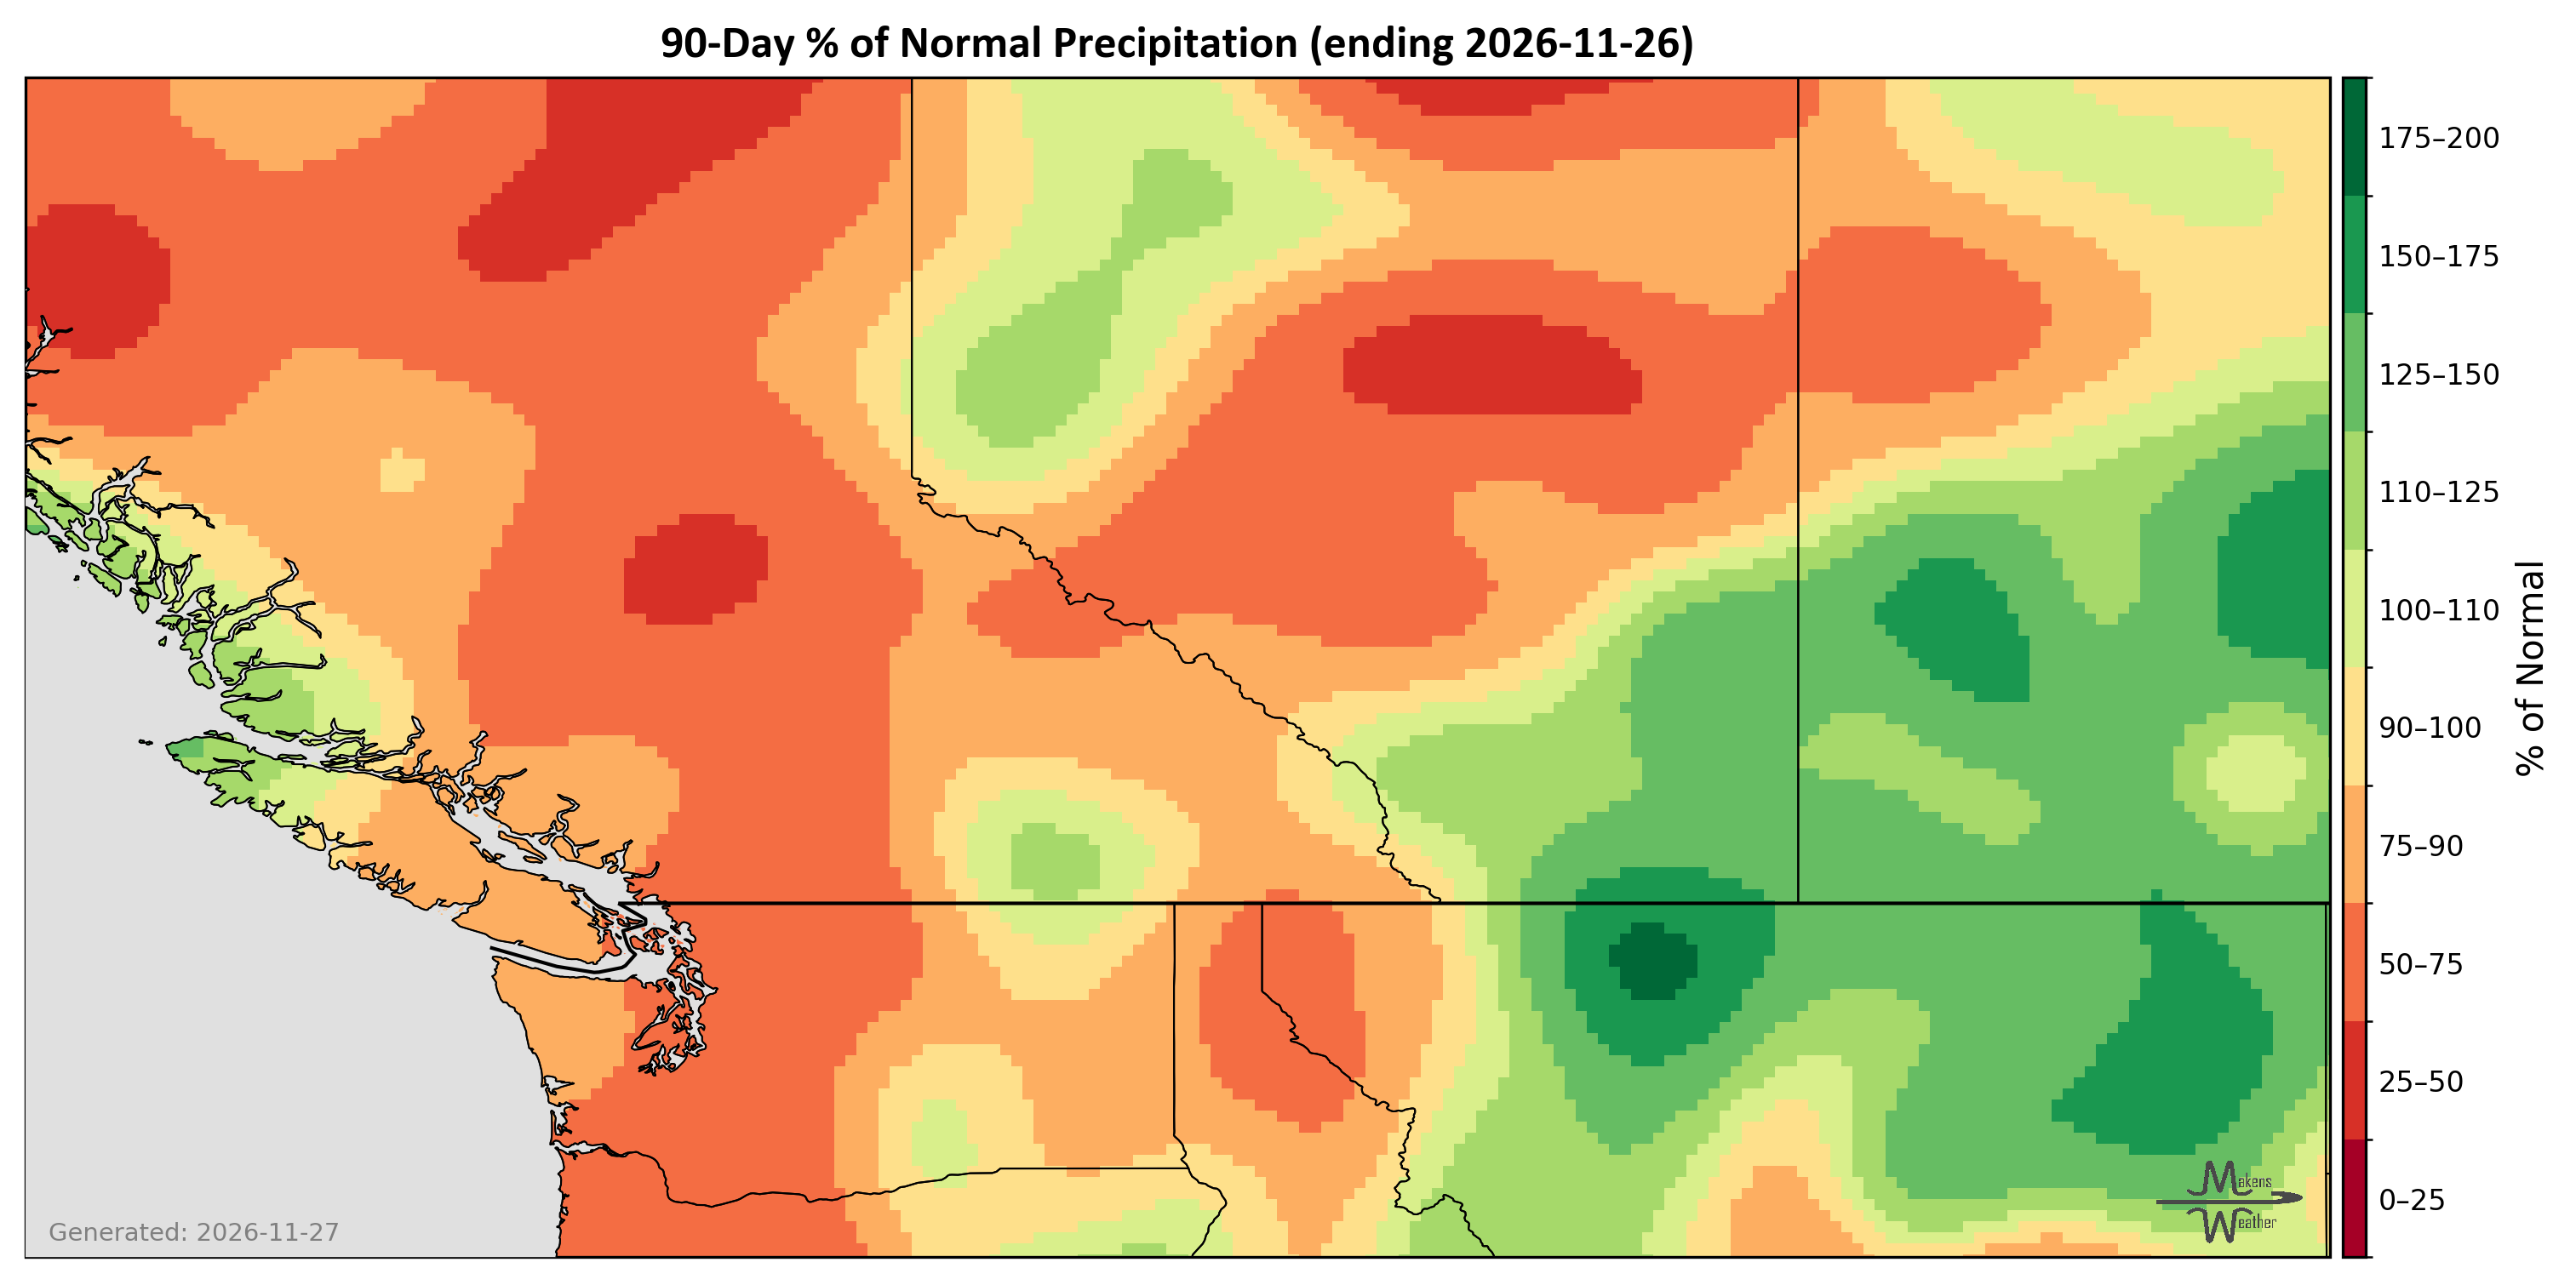 90-Day % of Normal Precipitation (ending 2026-11-26)
175–200
150–175
125–150
110–125
100–110
90–100
75–90
50–75
25–50
0–25
% of Normal
Makens
Weather
Generated: 2026-11-27